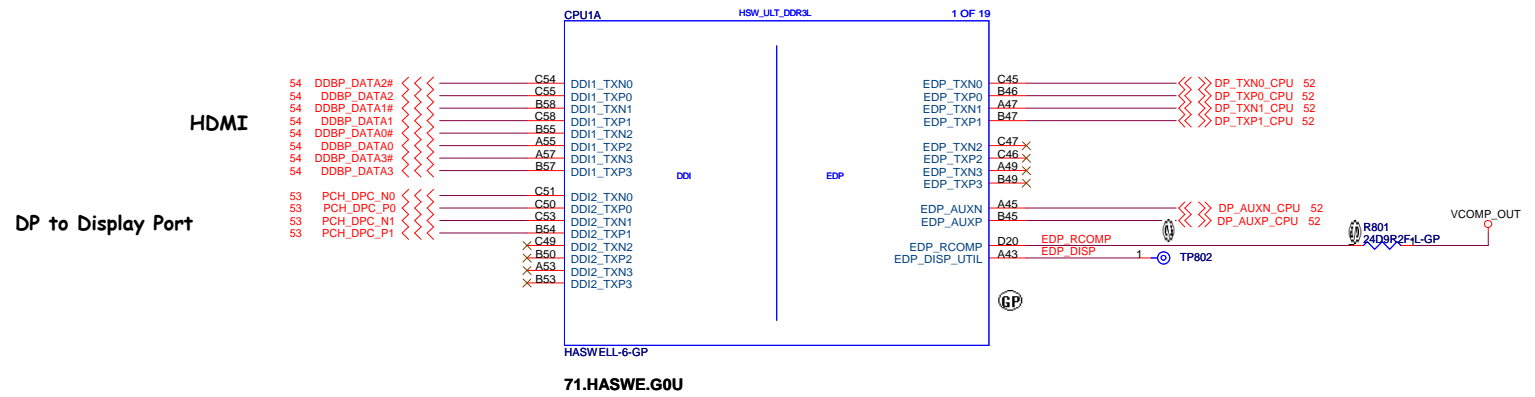 CPU1A HSW_ULT_DDR3L 1 OF 19
HDMI
54 DDBP_DATA2# C54 DDI1_TXN0
54 DDBP_DATA2 C55 DDI1_TXP0
54 DDBP_DATA1# B58 DDI1_TXN1
54 DDBP_DATA1 C58 DDI1_TXP1
54 DDBP_DATA0# B55 DDI1_TXN2
54 DDBP_DATA0 A55 DDI1_TXP2
54 DDBP_DATA3# A57 DDI1_TXN3
54 DDBP_DATA3 B57 DDI1_TXP3
DP to Display Port
53 PCH_DPC_N0 C51 DDI2_TXN0
53 PCH_DPC_P0 C50 DDI2_TXP0
53 PCH_DPC_N1 C53 DDI2_TXN1
53 PCH_DPC_P1 B54 DDI2_TXP1
C49 DDI2_TXN2
B50 DDI2_TXP2
A53 DDI2_TXN3
B53 DDI2_TXP3
DDI
EDP
EDP_TXN0 C45 DP_TXN0_CPU 52
EDP_TXP0 B46 DP_TXP0_CPU 52
EDP_TXN1 A47 DP_TXN1_CPU 52
EDP_TXP1 B47 DP_TXP1_CPU 52
EDP_TXN2 C47
EDP_TXP2 C46
EDP_TXN3 A49
EDP_TXP3 B49
EDP_AUXN A45 DP_AUXN_CPU 52
EDP_AUXP B45 DP_AUXP_CPU 52
EDP_RCOMP D20 EDP_RCOMP
EDP_DISP_UTIL A43 EDP_DISP 1 TP802
R801
24D9R2F-L-GP
VCOMP_OUT
GP
HASWELL-6-GP
71.HASWE.G0U